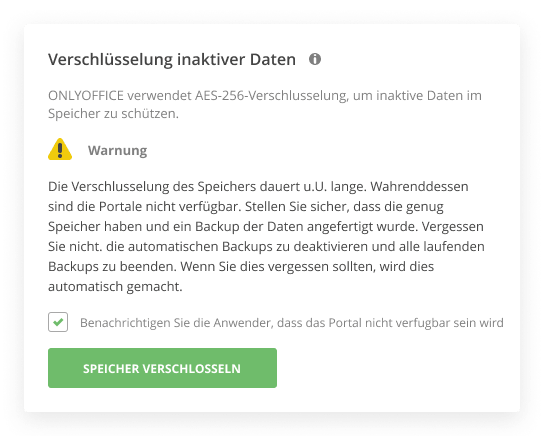 Verschlüsselung inaktiver Daten
ONLYOFFICE verwendet AES-256-Verschlusselung, um inaktive Daten im
Speicher zu schützen.
Warnung
Die Verschlusselung des Speichers dauert u.U. lange. Wahrenddessen
sind die Portale nicht verfügbar. Stellen Sie sicher, dass die genug
Speicher haben und ein Backup der Daten angefertigt wurde. Vergessen
Sie nicht. die automatischen Backups zu deaktivieren und alle laufenden
Backups zu beenden. Wenn Sie dies vergessen sollten, wird dies
automatisch gemacht.
Benachrichtigen Sie die Anwender, dass das Portal nicht verfugbar sein wird
SPEICHER VERSCHLOSSELN